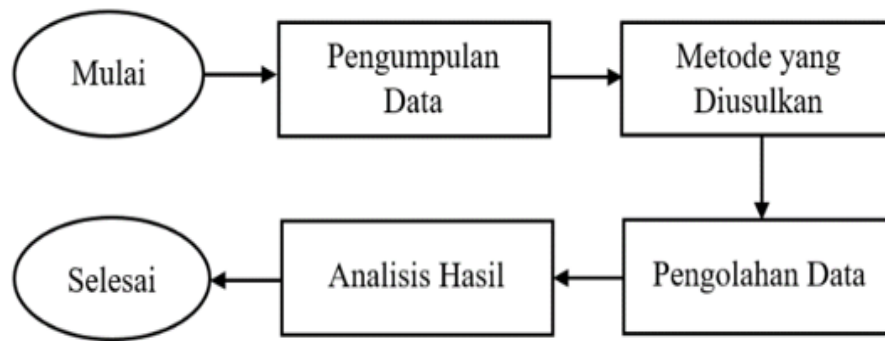 Mulai
Pengumpulan
Data
Metode yang
Diusulkan
Pengolahan Data
Analisis Hasil
Selesai